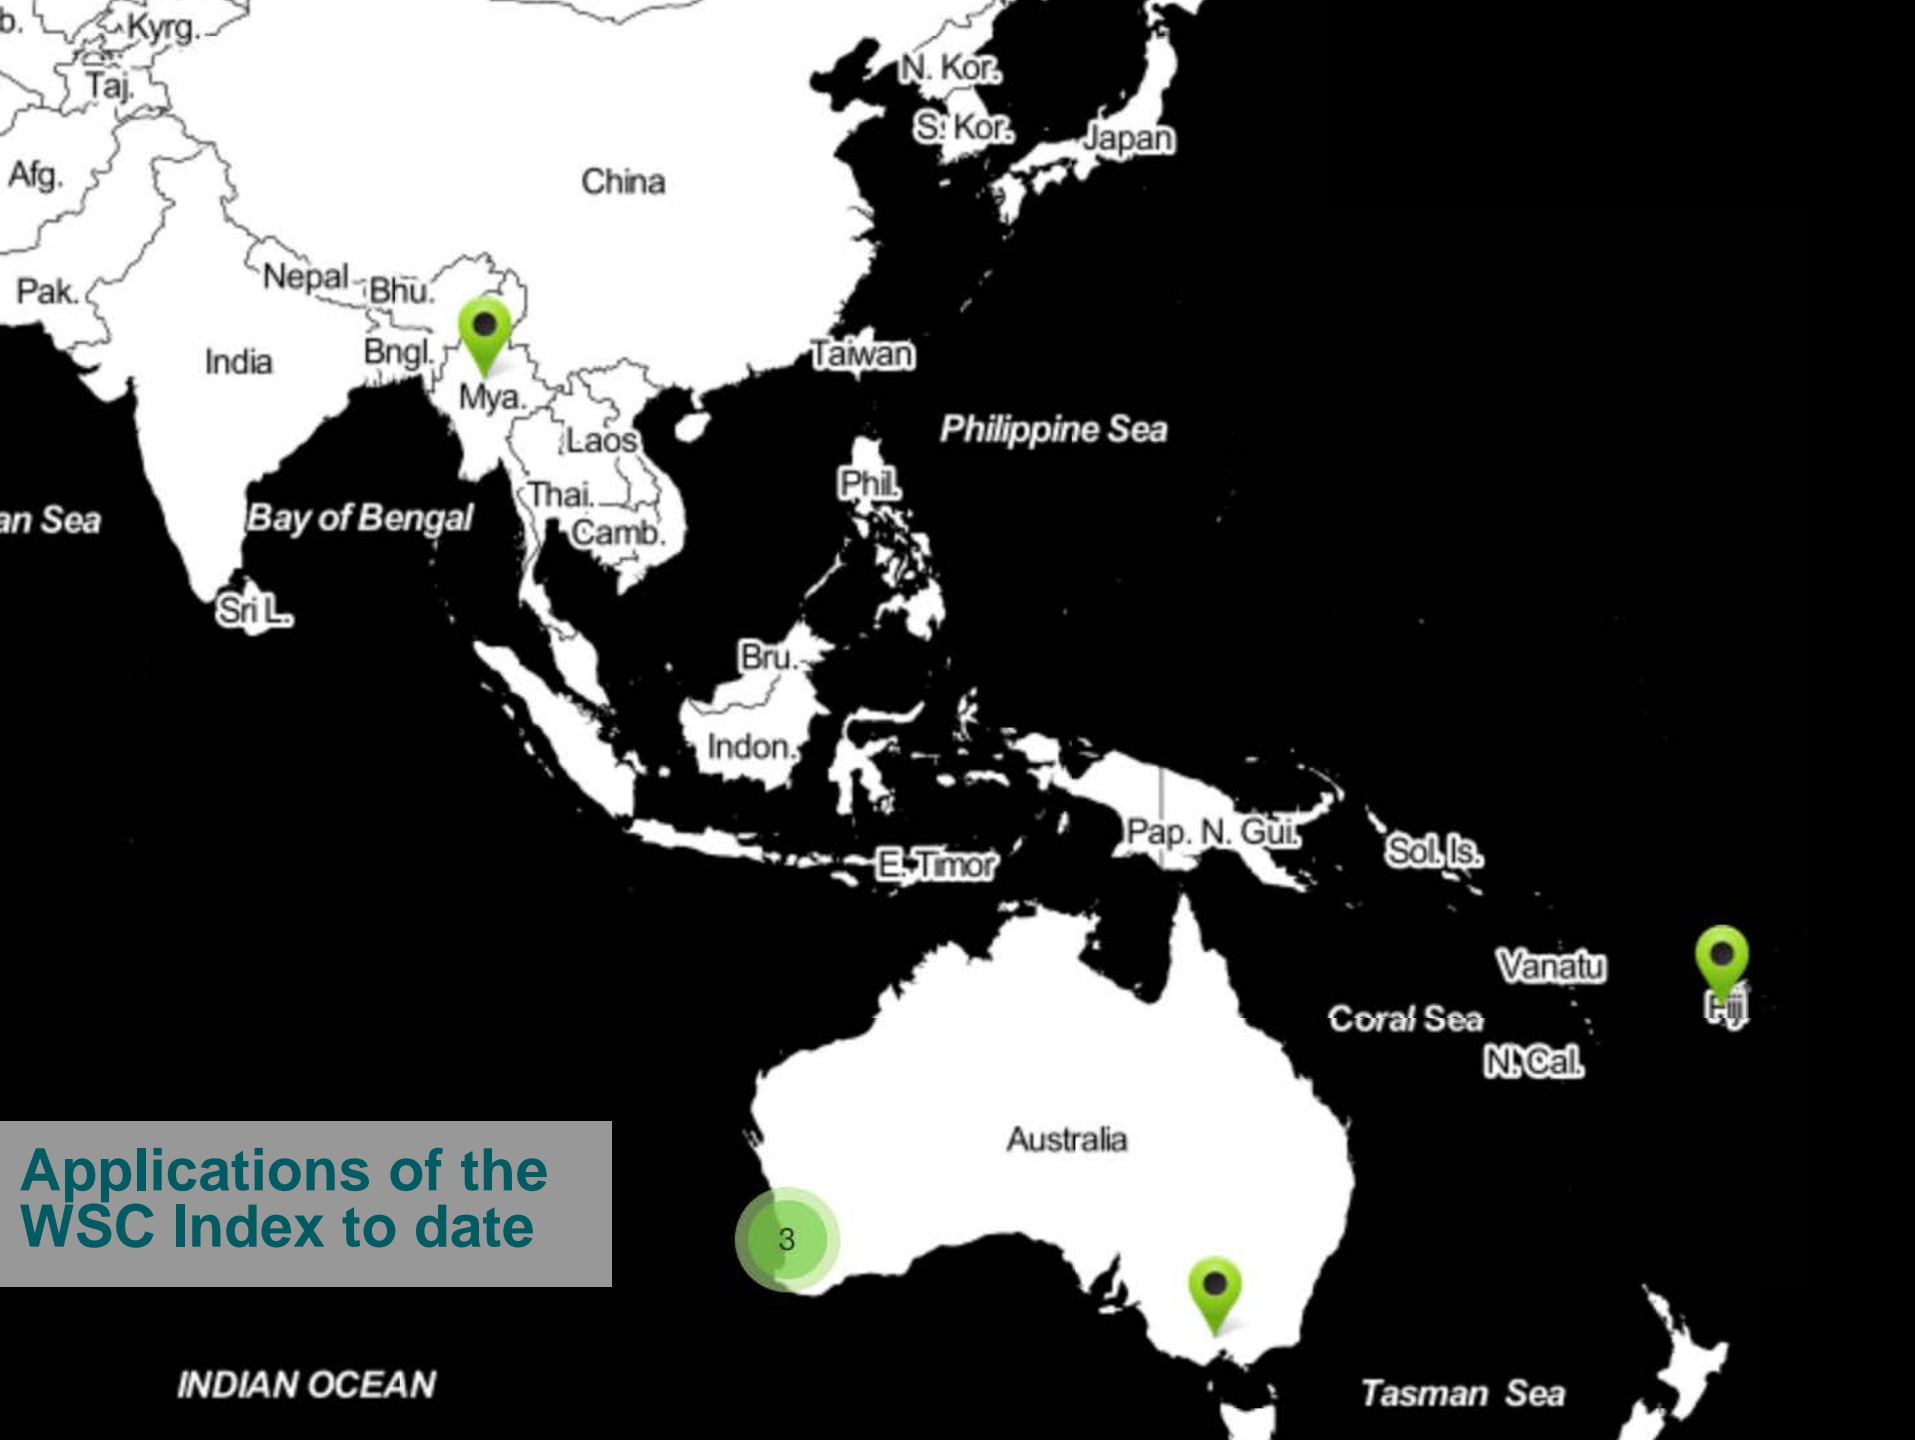 b.
Kyrg.
Taj.
N. Kor.
S. Kor.
Japan
Afg.
China
Pak.
Nepal
Bhu.
India
Bngl.
Taiwan
Mya.
Philippine Sea
Laos
Phil.
Thai.
an Sea
Bay of Bengal
Camb.
Sri L.
Bru.
Indon.
Pap. N. Gui.
Sol. Is.
E. Timor
Vanatu
Fiji
Coral Sea
N. Cal.
Australia
Applications of the
WSC Index to date
3
INDIAN OCEAN
Tasman Sea